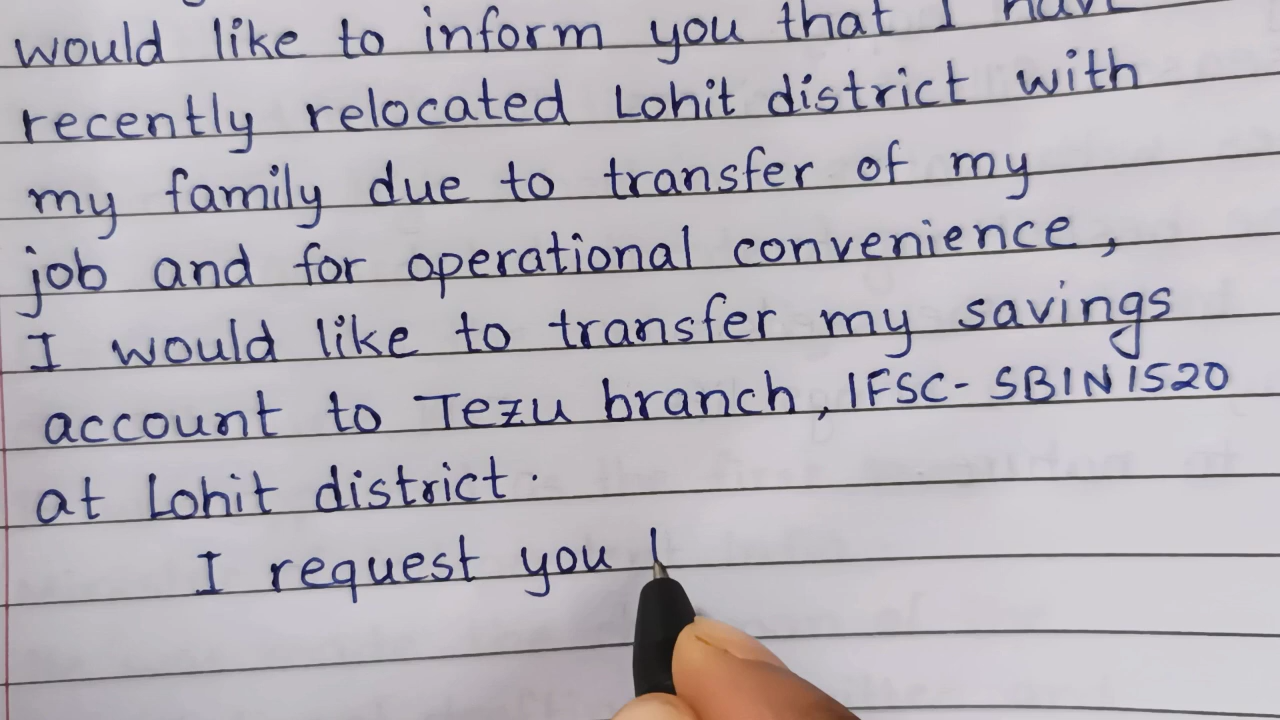 would like to inform you that I have
recently relocated Lohit district with
my family due to transfer of my
job and for operational convenience,
I would like to transfer my savings
account to Tezu branch, IFSC- SBIN1520
at Lohit district.
I request you